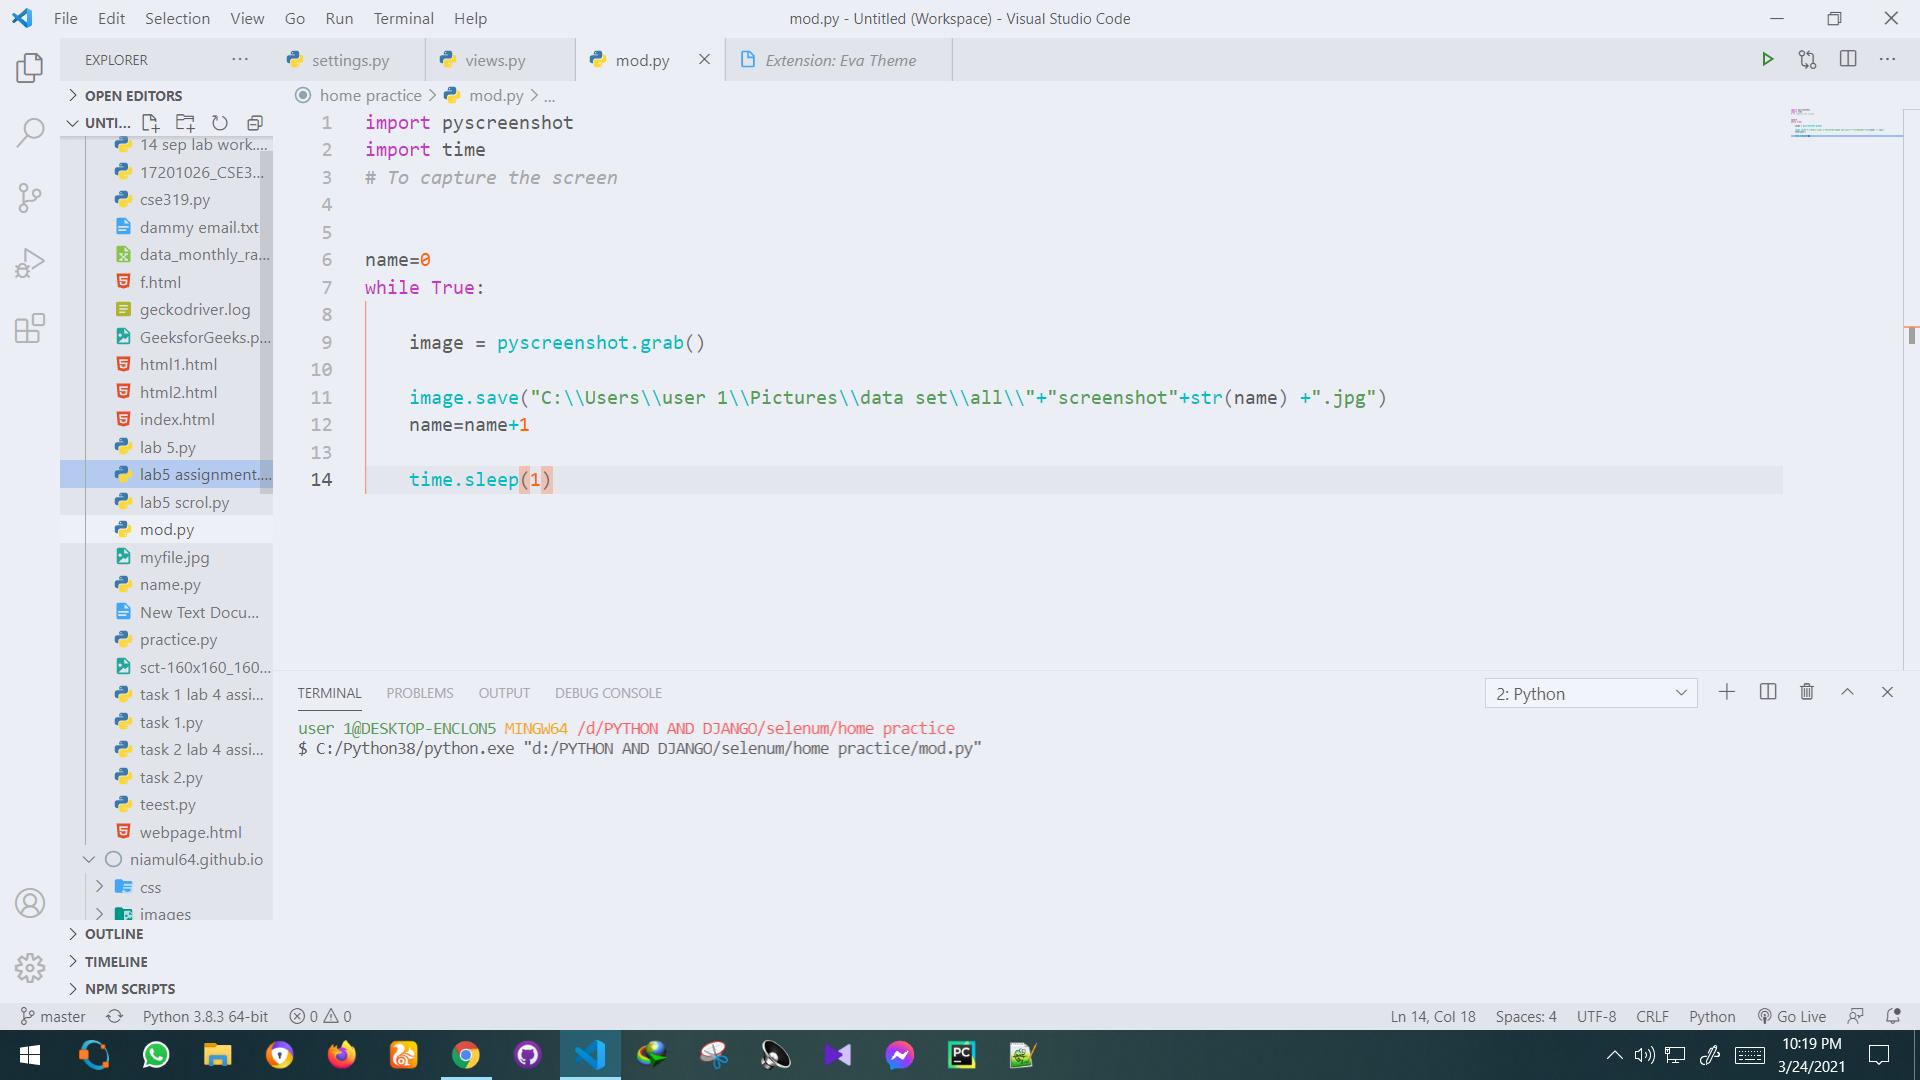 File Edit Selection View Go Run Terminal Help
mod.py - Untitled (Workspace) - Visual Studio Code
EXPLORER
settings.py
views.py
mod.py
Extension: Eva Theme
OPEN EDITORS
UNTI...
14 sep lab work....
17201026_CSE3...
cse319.py
dammy email.txt
data_monthly_ra...
f.html
geckodriver.log
GeeksforGeeks.p...
html1.html
html2.html
index.html
lab 5.py
lab5 assignment....
lab5 scrol.py
mod.py
myfile.jpg
name.py
New Text Docu...
practice.py
sct-160x160_160...
task 1 lab 4 assi...
task 1.py
task 2 lab 4 assi...
task 2.py
teest.py
webpage.html
niamul64.github.io
css
images
OUTLINE
TIMELINE
NPM SCRIPTS
home practice > mod.py > ...
1 import pyscreenshot
2 import time
3 # To capture the screen
4
5
6 name=0
7 while True:
8
9 image = pyscreenshot.grab()
10
11 image.save("C:\\Users\\user 1\\Pictures\\data set\\all\\"+"screenshot"+str(name) +".jpg")
12 name=name+1
13
14 time.sleep(1)
TERMINAL PROBLEMS OUTPUT DEBUG CONSOLE
2: Python
user 1@DESKTOP-ENCLON5 MINGW64 /d/PYTHON AND DJANGO/selenum/home practice
$ C:/Python38/python.exe "d:/PYTHON AND DJANGO/selenum/home practice/mod.py"
master Python 3.8.3 64-bit 0 0
Ln 14, Col 18 Spaces: 4 UTF-8 CRLF Python Go Live
PC
10:19 PM
3/24/2021